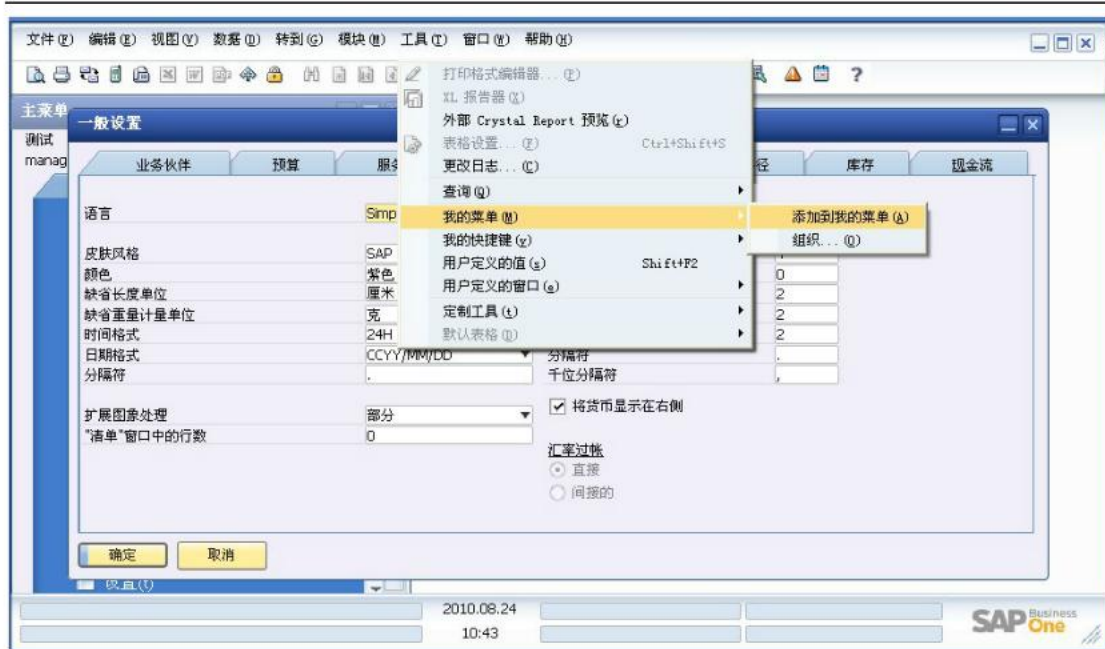 文件(F) 编辑(E) 视图(V) 数据(D) 转到(G) 模块(M) 工具(T) 窗口(W) 帮助(H)
打印格式编辑器...(P)
XL 报告器(X)
外部 Crystal Report 预览(r)
表格设置...(F) Ctrl+Shift+S
更改日志...(C)
查询(Q)
我的菜单(M)
添加到我的菜单(A)
我的快捷键(y)
组织...(O)
用户定义的值(s) Shift+F2
用户定义的窗口(e)
定制工具(t)
默认表格(D)
主菜单
测试
manag
一般设置
业务伙伴 预算 服务 径 库存 现金流
语言 Simp
皮肤风格 SAP
颜色 紫色 0
缺省长度单位 厘米 2
缺省重量计量单位 克 2
时间格式 24H 2
日期格式 CCYY/MM/DD 分隔符 .
分隔符 . 千位分隔符 ,
扩展图象处理 部分 将货币显示在右侧
"清单"窗口中的行数 0
汇率过帐
直接
间接的
确定 取消
设置(t)
2010.08.24
10:43
SAP Business One